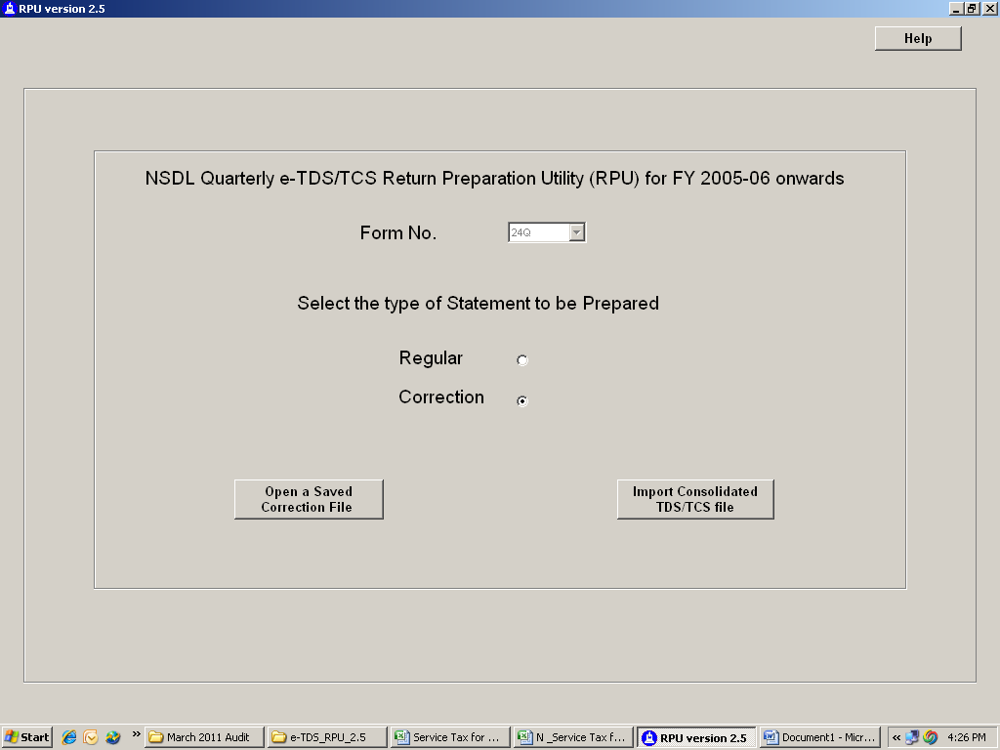 RPU version 2.5
Help
NSDL Quarterly e-TDS/TCS Return Preparation Utility (RPU) for FY 2005-06 onwards
Form No.
24Q
Select the type of Statement to be Prepared
Regular
Correction
Open a Saved
Correction File
Import Consolidated
TDS/TCS file
Start
»
March 2011 Audit
e-TDS_RPU_2.5
Service Tax for ...
N _Service Tax f...
RPU version 2.5
Document1 - Micr...
«
4:26 PM